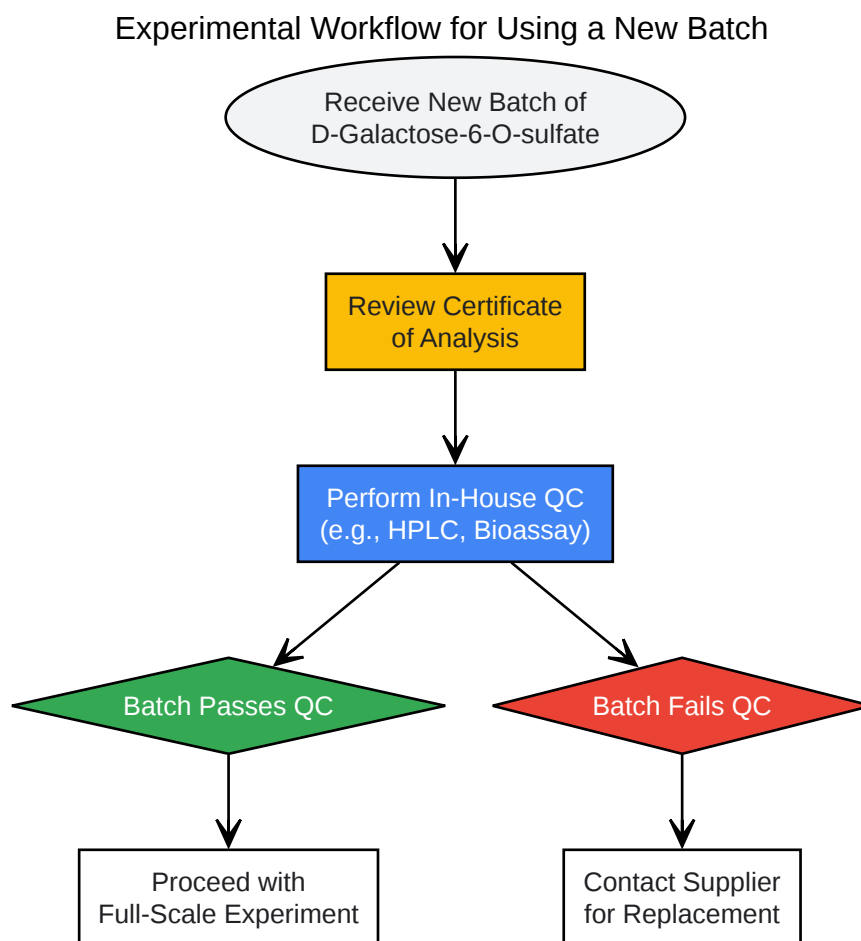 Experimental Workflow for Using a New Batch
Receive New Batch of
D-Galactose-6-O-sulfate
Review Certificate
of Analysis
Perform In-House QC
(e.g., HPLC, Bioassay)
Batch Passes QC
Batch Fails QC
Proceed with
Full-Scale Experiment
Contact Supplier
for Replacement